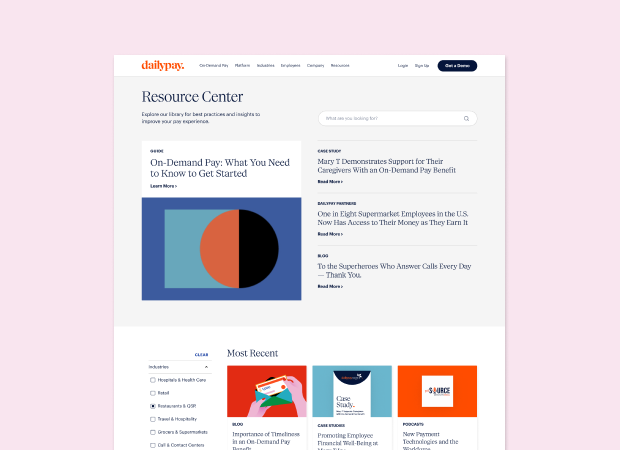 dailypay.
On-Demand Pay Platform Industries Employees Company Resources
Login Sign Up Get a Demo
Resource Center
Explore our library for best practices and insights to
improve your pay experience.
What are you looking for?
GUIDE
On-Demand Pay: What You Need
to Know to Get Started
Learn More ›
CASE STUDY
Mary T Demonstrates Support for Their
Caregivers With an On-Demand Pay Benefit
Read More ›
DAILYPAY PARTNERS
One in Eight Supermarket Employees in the U.S.
Now Has Access to Their Money as They Earn It
Read More ›
BLOG
To the Superheroes Who Answer Calls Every Day
— Thank You.
Read More ›
CLEAR
Industries
Hospitals & Health Care
Retail
Restaurants & QSR
Travel & Hospitality
Grocers & Supermarkets
Call & Contact Centers
Most Recent
BLOG
Importance of Timeliness
in an On-Demand Pay
Benefit
Case
Study.
CASE STUDIES
Promoting Employee
Financial Well-Being at
SOURCE
PODCASTS
New Payment
Technologies and the
Workforce